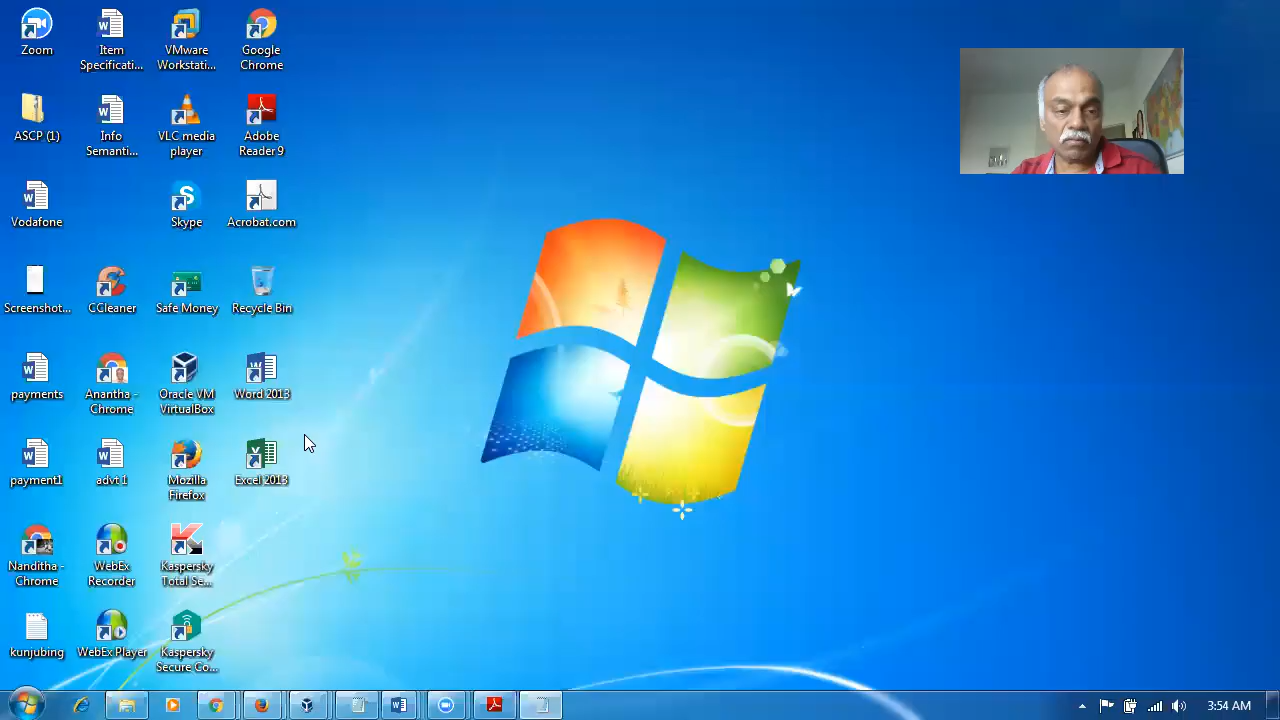 Zoom
Item
Specificati...
VMware
Workstati...
Google
Chrome
ASCP (1)
Info
Semanti...
VLC media
player
Adobe
Reader 9
Vodafone
Skype
Acrobat.com
Screenshot...
CCleaner
Safe Money
Recycle Bin
payments
Anantha -
Chrome
Oracle VM
VirtualBox
Word 2013
payment1
advt 1
Mozilla
Firefox
Excel 2013
Nanditha -
Chrome
WebEx
Recorder
Kaspersky
Total Se...
kunjubing
WebEx Player
Kaspersky
Secure Co...
3:54 AM